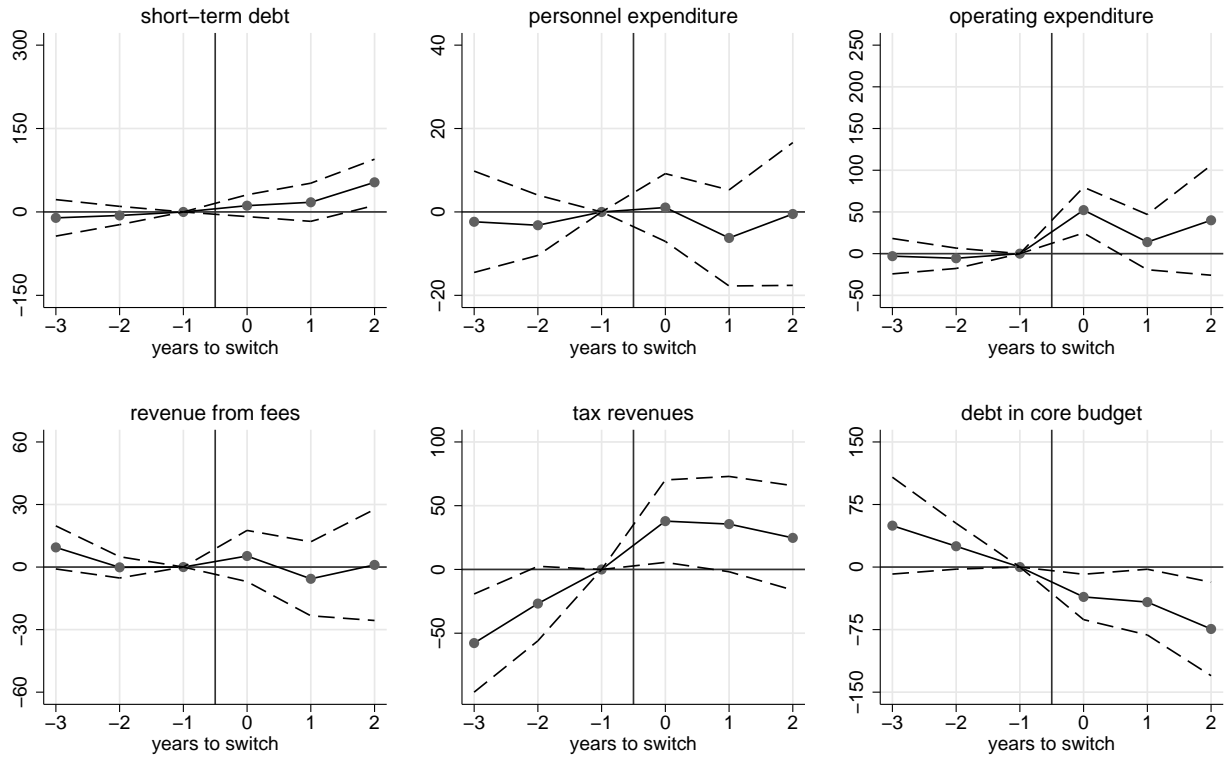 short−term debt
300
150
0
−150
−3 −2 −1 0 1 2
years to switch
personnel expenditure
40
20
0
−20
−3 −2 −1 0 1 2
years to switch
operating expenditure
250
200
150
100
50
0
−50
−3 −2 −1 0 1 2
years to switch
revenue from fees
60
30
0
−30
−60
−3 −2 −1 0 1 2
years to switch
tax revenues
100
50
0
−50
−3 −2 −1 0 1 2
years to switch
debt in core budget
150
75
0
−75
−150
−3 −2 −1 0 1 2
years to switch